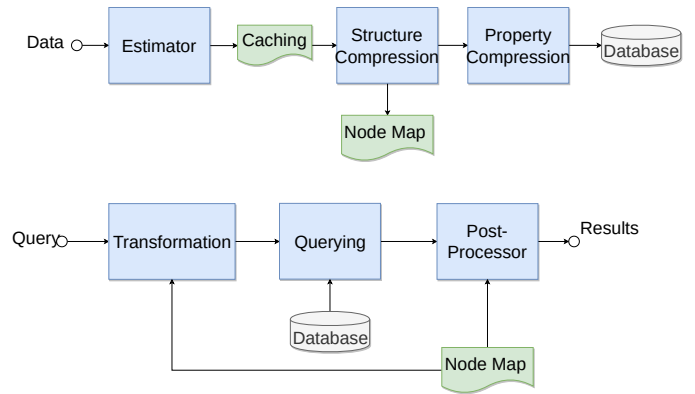 Data
Estimator
Caching
Structure
Compression
Property
Compression
Database
Node Map
Query
Transformation
Querying
Post-
Processor
Results
Database
Node Map